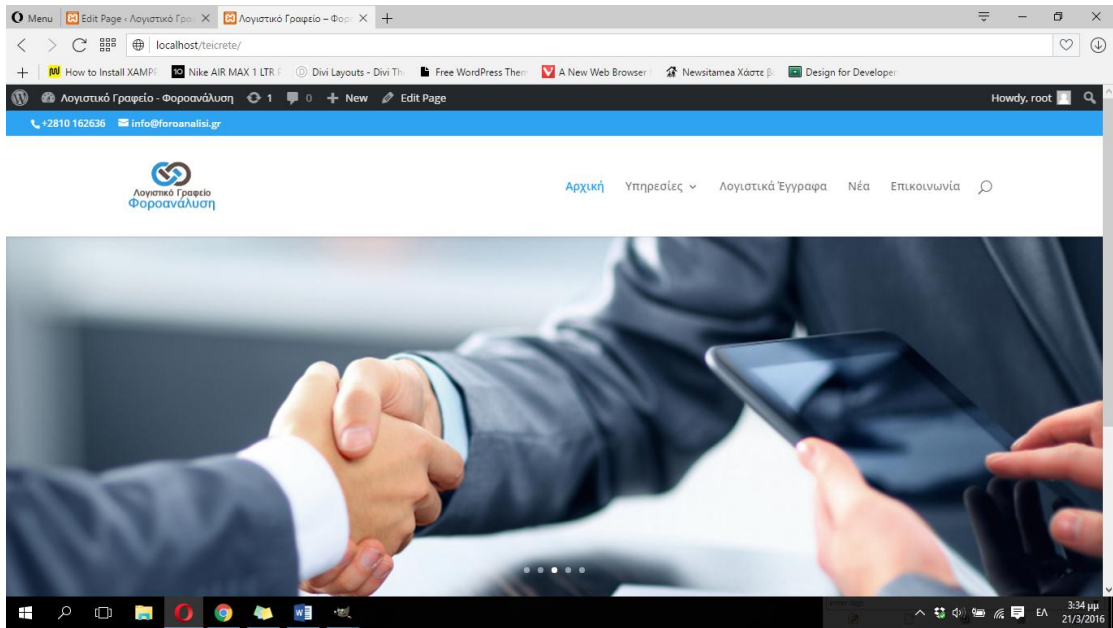 Menu Edit Page ‹ Λογιστικό Γρα Λογιστικό Γραφείο – Φορο
localhost/teicrete/
How to Install XAMPP Nike AIR MAX 1 LTR Divi Layouts - Divi Th Free WordPress Them A New Web Browser Newsitamea Χάστε Design for Developer
Λογιστικό Γραφείο - Φοροανάλυση 1 0 New Edit Page Howdy, root
+2810 162636 info@foroanalisi.gr
Λογιστικό Γραφείο
Φοροανάλυση
Αρχική Υπηρεσίες Λογιστικά Έγγραφα Νέα Επικοινωνία
ΕΛ 3:34 μμ
21/3/2016